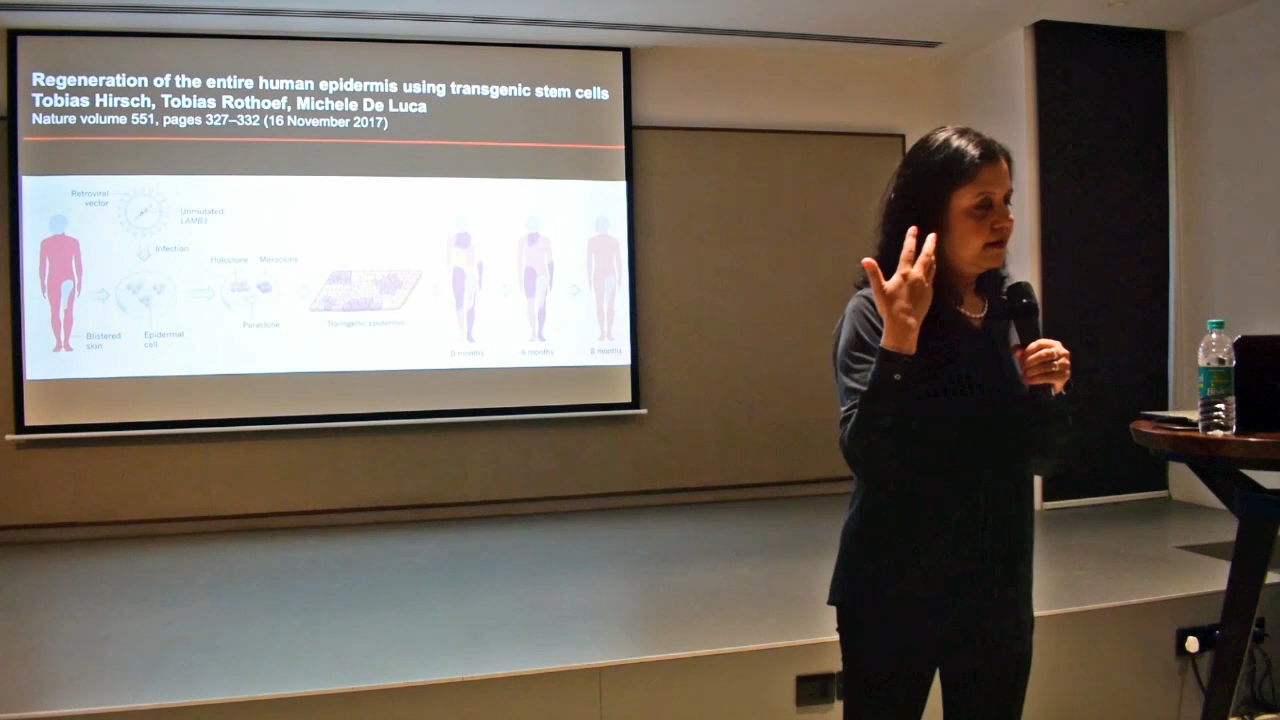 Regeneration of the entire human epidermis using transgenic stem cells
Tobias Hirsch, Tobias Rothoef, Michele De Luca
Nature volume 551, pages 327–332 (16 November 2017)
Retroviral
vector
Unmutated
LAMB3
Infection
Holoclone
Meroclone
Blistered
skin
Epidermal
cell
Paraclone
Transgenic epidermis
0 months
4 months
8 months